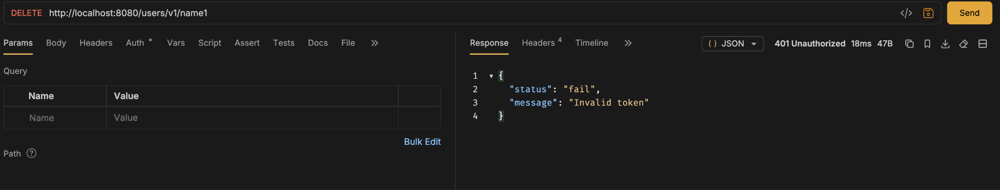 DELETE http://localhost:8080/users/v1/name1 </> Send
Params Body Headers Auth Vars Script Assert Tests Docs File
Query
Name Value
Name Value
Bulk Edit
Path ?
Response Headers 4 Timeline { } JSON 401 Unauthorized 18ms 47B
1 {
2 "status": "fail",
3 "message": "Invalid token"
4 }